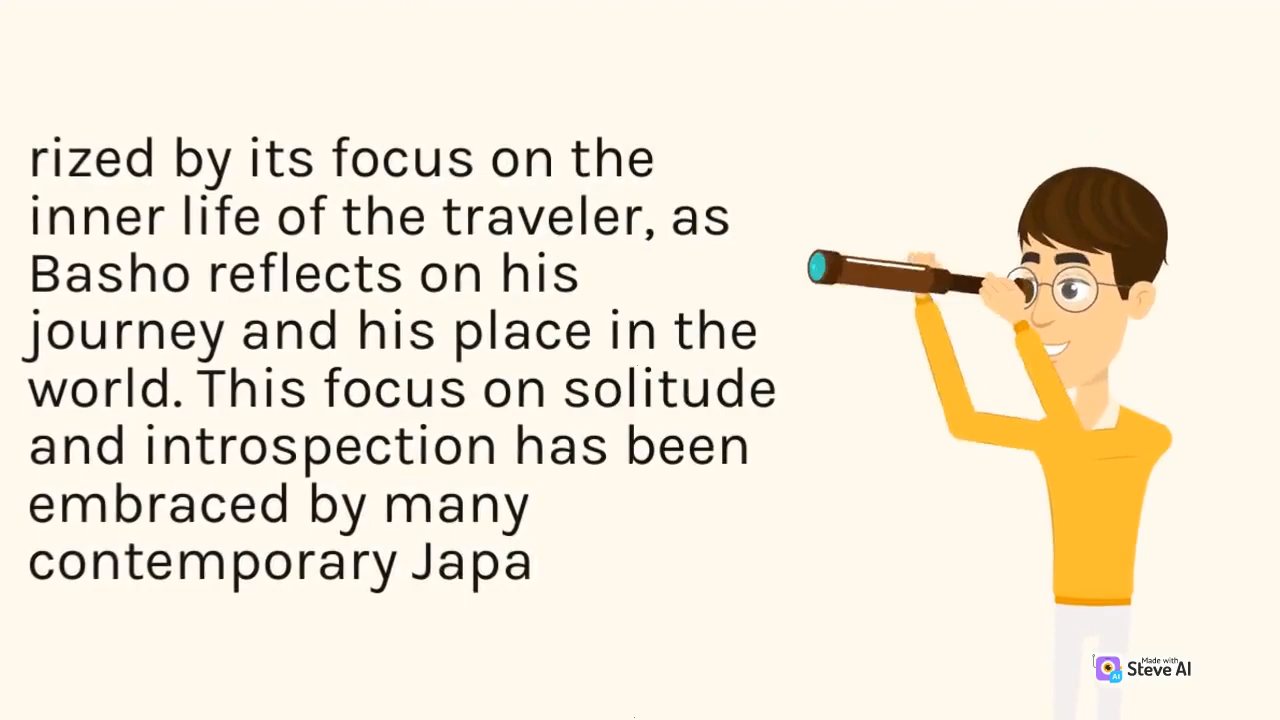 rized by its focus on the
inner life of the traveler, as
Basho reflects on his
journey and his place in the
world. This focus on solitude
and introspection has been
embraced by many
contemporary Japa
Made with
Steve AI
AI